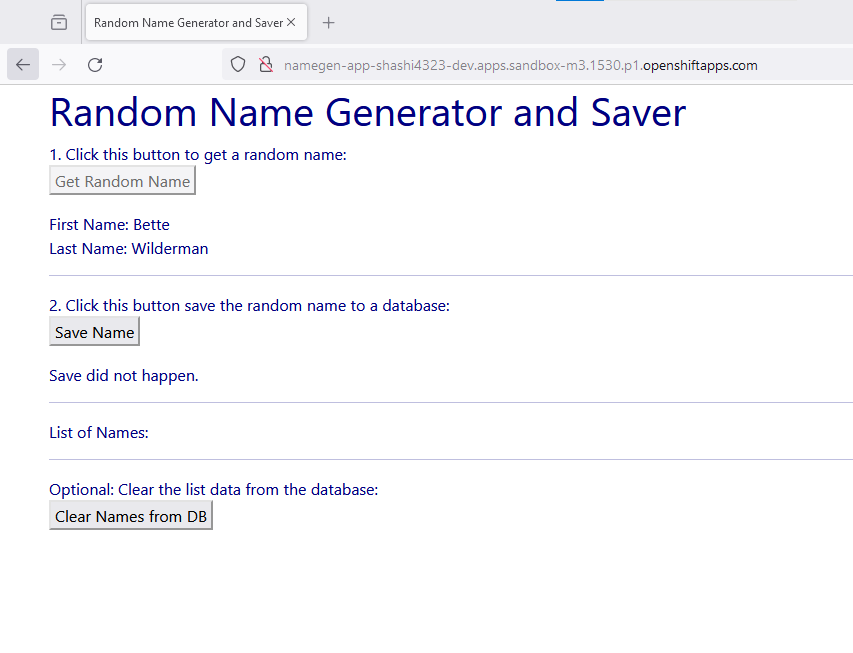 Random Name Generator and Saver
namegen-app-shashi4323-dev.apps.sandbox-m3.1530.p1.openshiftapps.com
Random Name Generator and Saver
1. Click this button to get a random name:
Get Random Name
First Name: Bette
Last Name: Wilderman
2. Click this button save the random name to a database:
Save Name
Save did not happen.
List of Names:
Optional: Clear the list data from the database:
Clear Names from DB